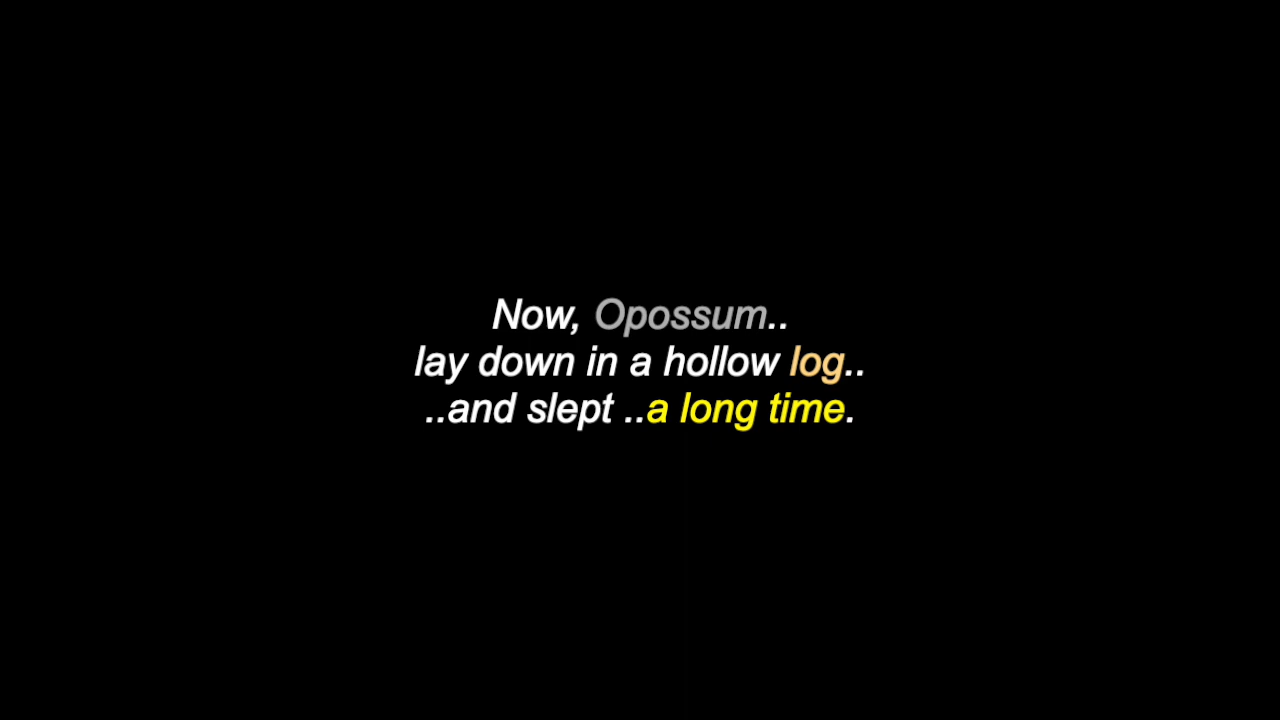 Now, Opossum..
lay down in a hollow log..
..and slept ..a long time.